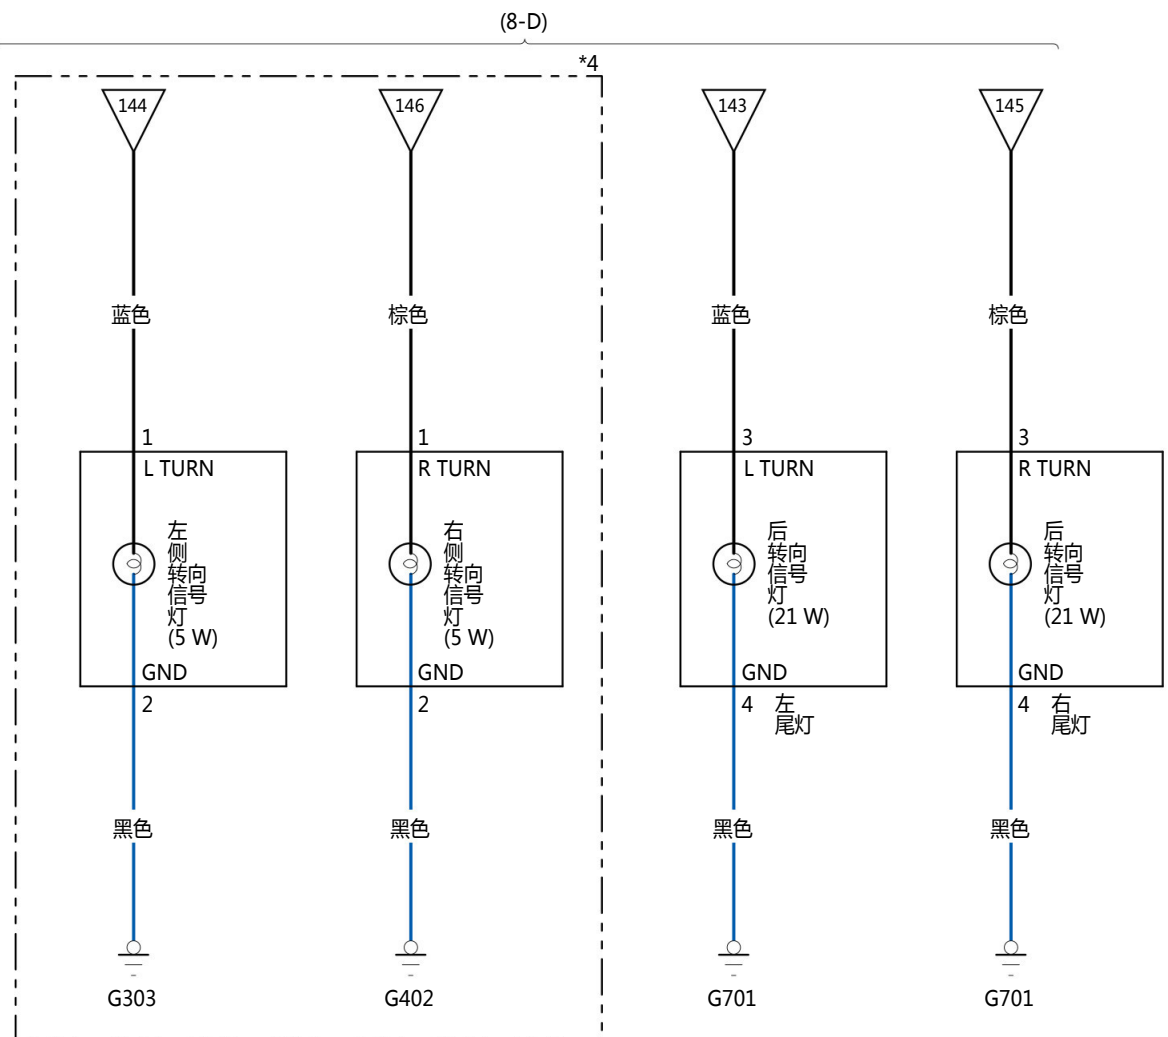 (8-D)
*4
144
146
143
145
蓝色
棕色
蓝色
棕色
1
1
3
3
L TURN
R TURN
L TURN
R TURN
左
侧
转向
信号
灯
(5 W)
右
侧
转向
信号
灯
(5 W)
后
转向
信号
灯
(21 W)
后
转向
信号
灯
(21 W)
GND
GND
GND
GND
2
2
4
左
尾灯
4
右
尾灯
黑色
黑色
黑色
黑色
G303
G402
G701
G701